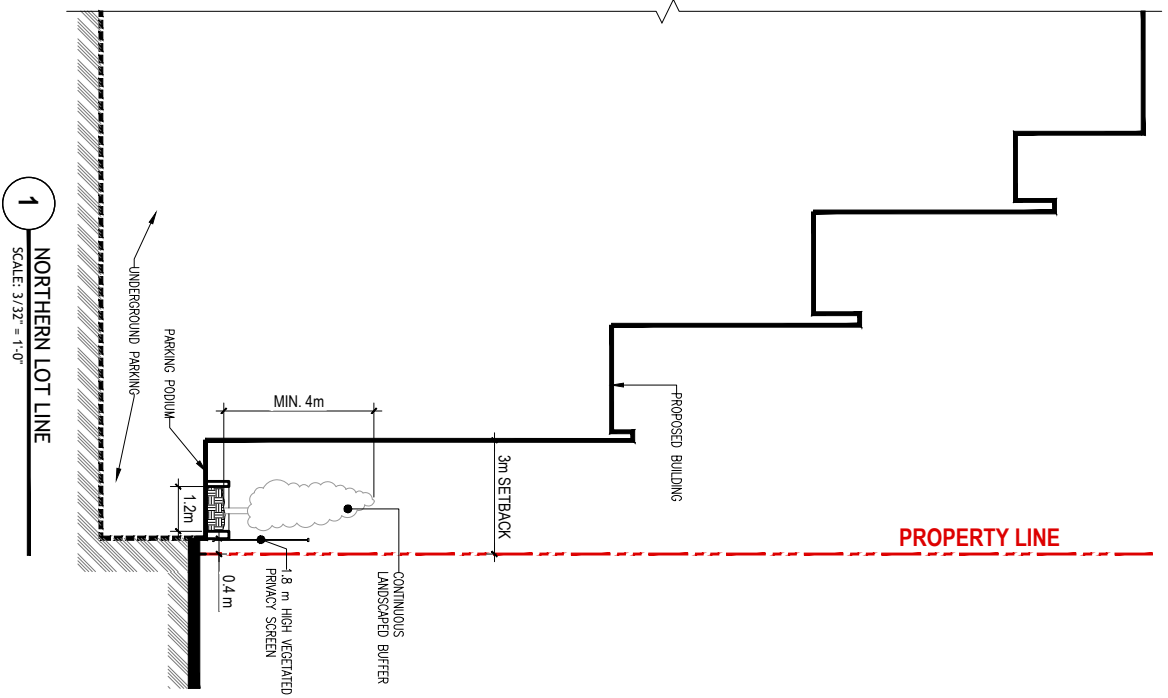 PROPOSED BUILDING
PROPERTY LINE
3m SETBACK
MIN. 4m
CONTINUOUS
LANDSCAPED BUFFER
1.8 m HIGH VEGETATED
PRIVACY SCREEN
0.4 m
1.2m
PARKING PODIUM
UNDERGROUND PARKING
1
NORTHERN LOT LINE
SCALE: 3/32" = 1'-0"